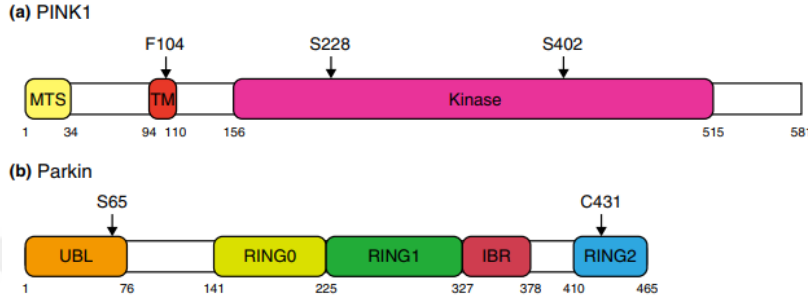 (a) PINK1
F104 S228 S402
MTS TM Kinase
1 34 94 110 156 515 581
(b) Parkin
S65 C431
UBL RING0 RING1 IBR RING2
1 76 141 225 327 378 410 465